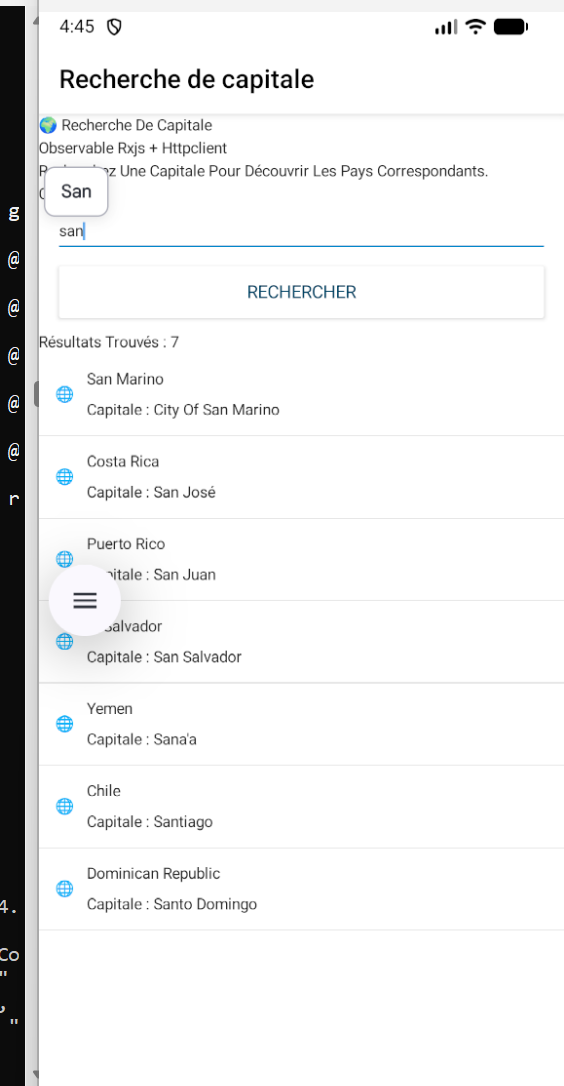 4:45
Recherche de capitale
🌍 Recherche De Capitale
Observable Rxjs + Httpclient
z Une Capitale Pour Découvrir Les Pays Correspondants.
San
san
RECHERCHER
Résultats Trouvés : 7
San Marino
Capitale : City Of San Marino
Costa Rica
Capitale : San José
Puerto Rico
pitale : San Juan
Salvador
Capitale : San Salvador
Yemen
Capitale : Sana'a
Chile
Capitale : Santiago
Dominican Republic
Capitale : Santo Domingo
g
@
@
@
@
@
r
4.
Co
"
"